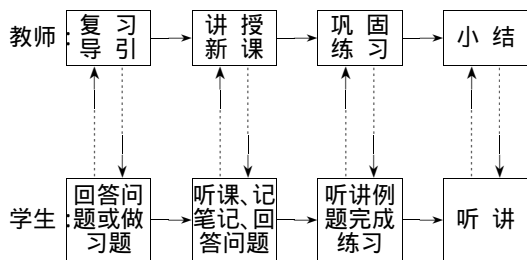 教师：
复 习
导 引
讲 授
新 课
巩 固
练 习
小 结
学生：
回答问
题或做
习题
听课、记
笔记、回
答问题
听讲例
题完成
练习
听 讲